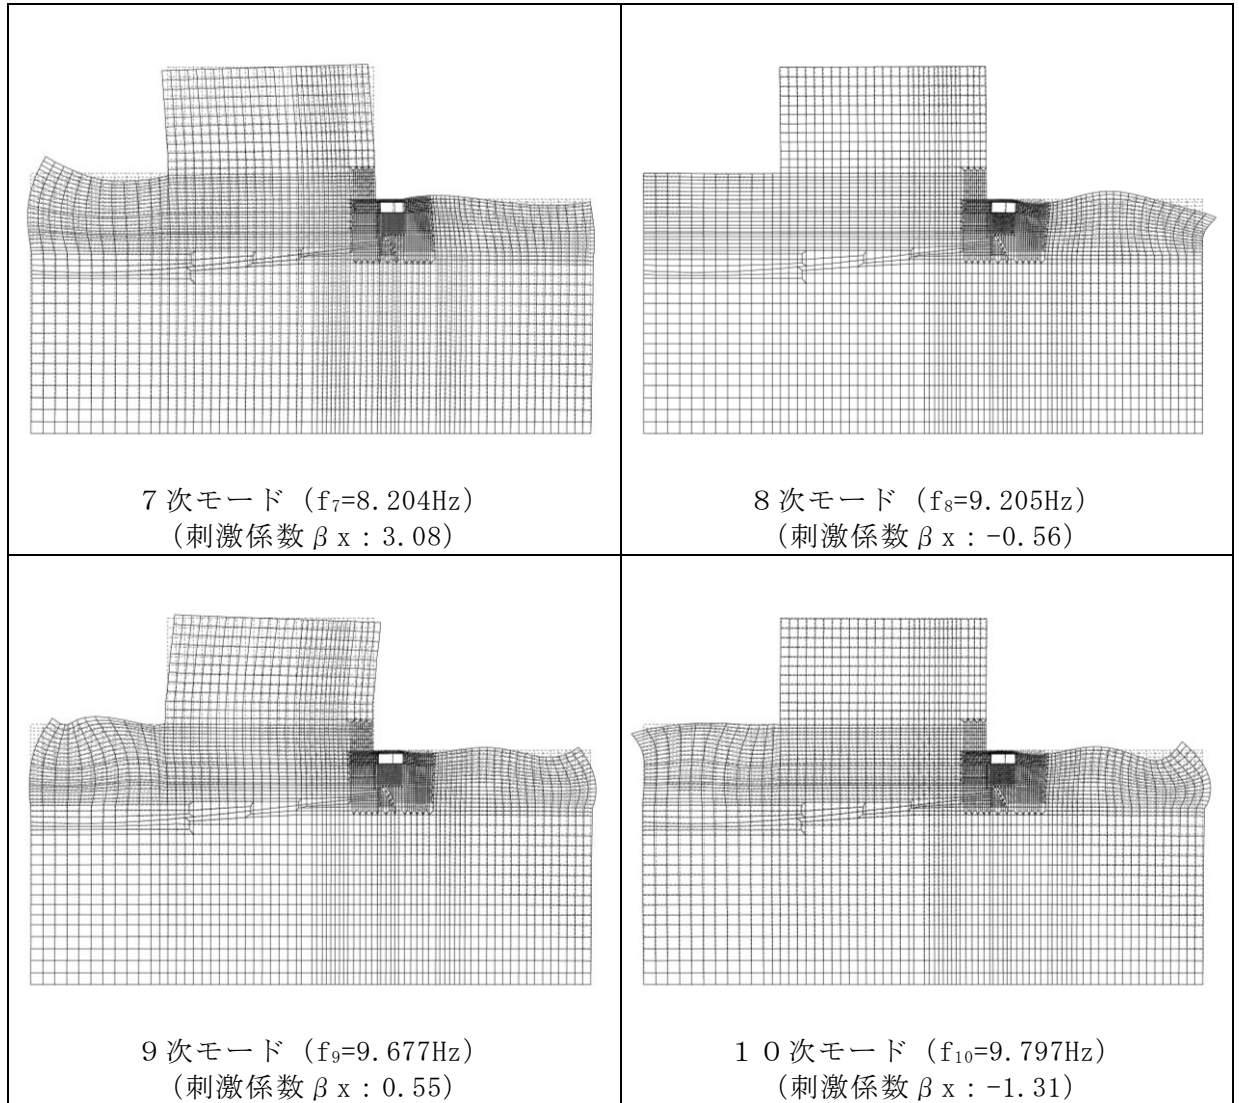 ７次モード（f₇=8.204Hz）
（刺激係数βx：3.08）
８次モード（f₈=9.205Hz）
（刺激係数βx：-0.56）
９次モード（f₉=9.677Hz）
（刺激係数βx：0.55）
１０次モード（f₁₀=9.797Hz）
（刺激係数βx：-1.31）